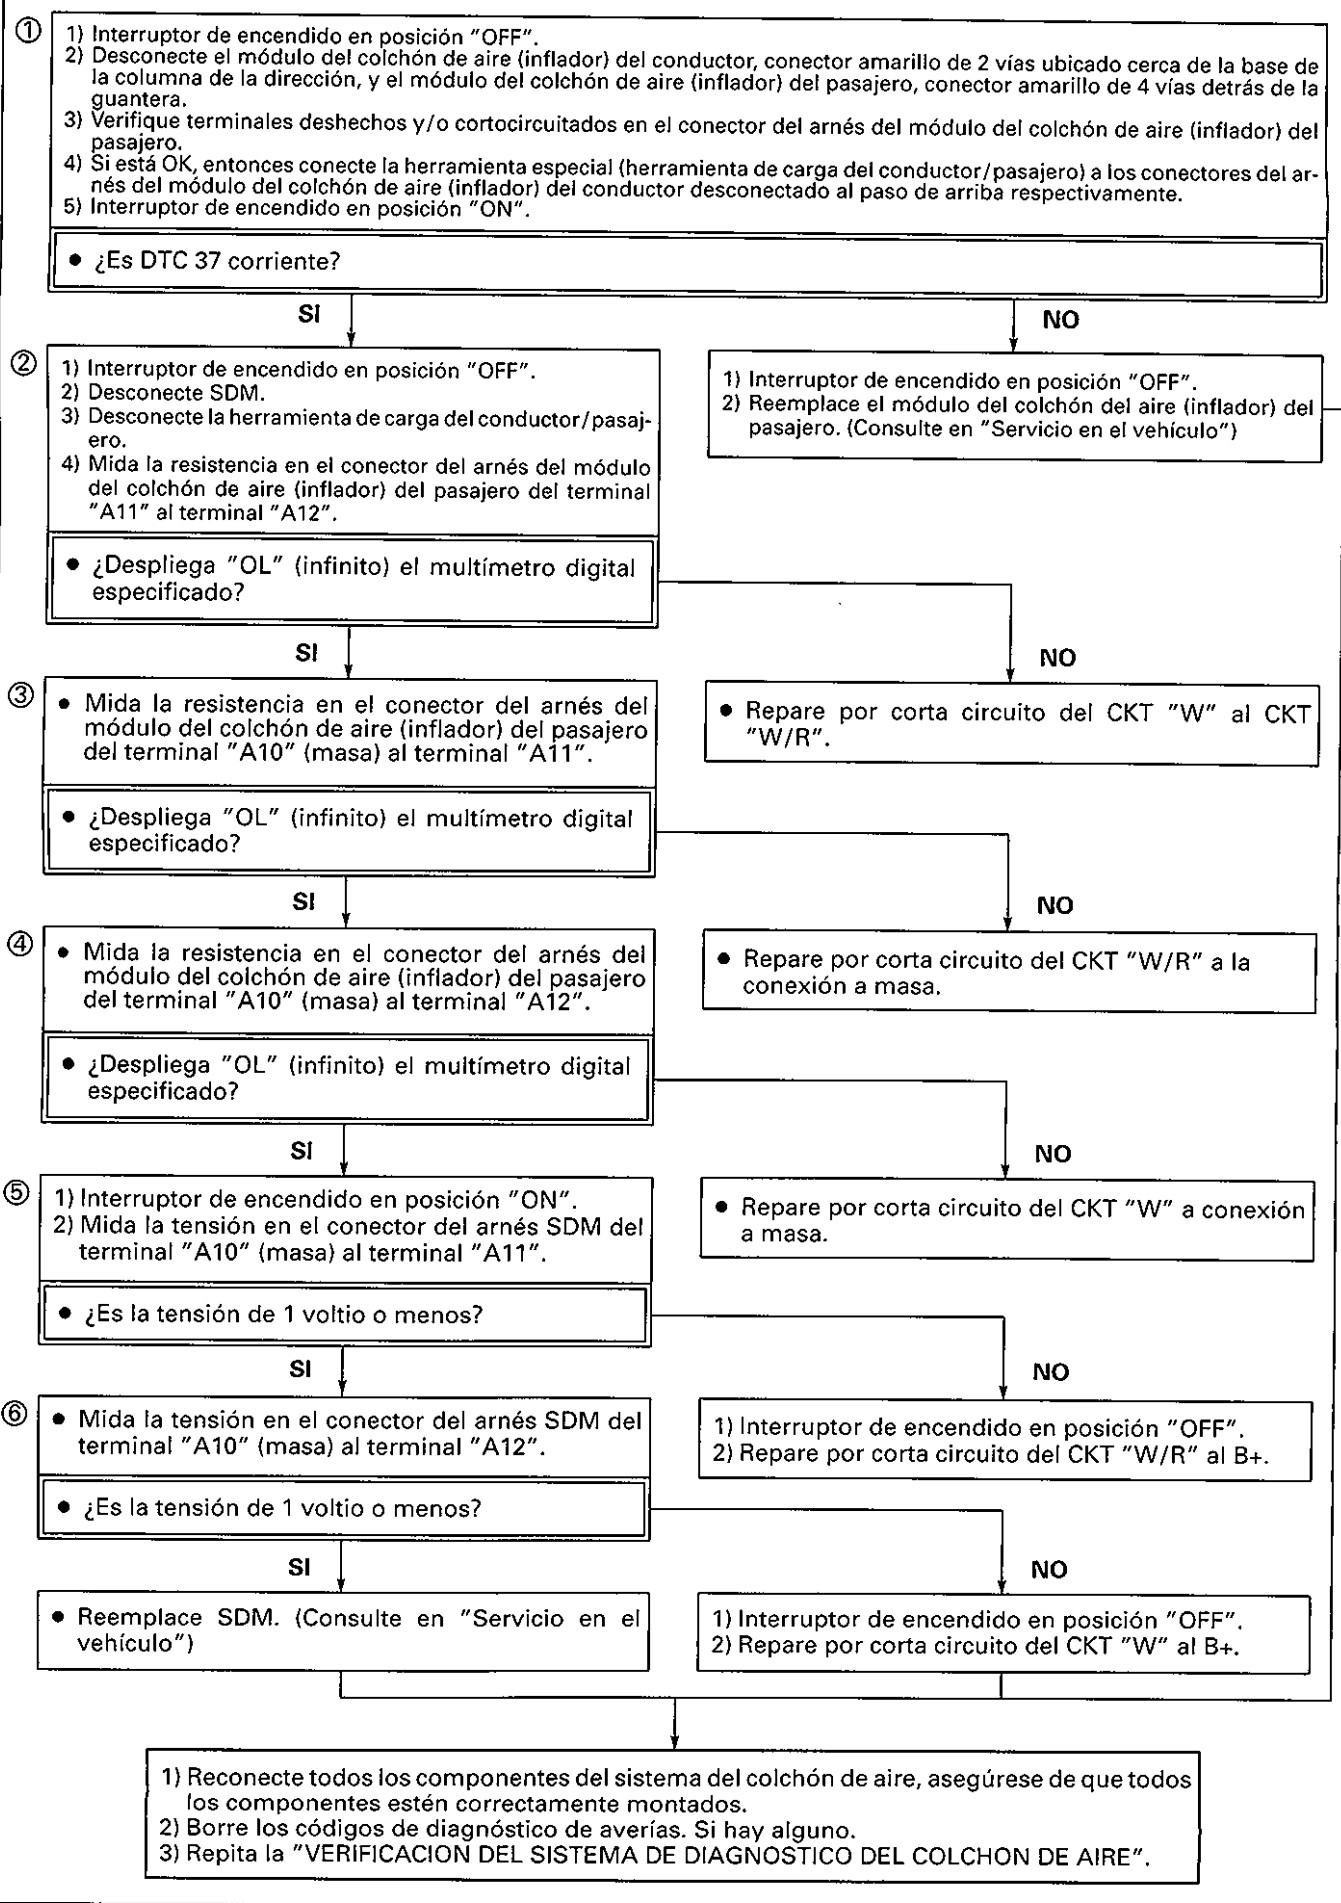 ①
1) Interruptor de encendido en posición "OFF".
2) Desconecte el módulo del colchón de aire (inflador) del conductor, conector amarillo de 2 vías ubicado cerca de la base de
la columna de la dirección, y el módulo del colchón de aire (inflador) del pasajero, conector amarillo de 4 vías detrás de la
guantera.
3) Verifique terminales deshechos y/o cortocircuitados en el conector del arnés del módulo del colchón de aire (inflador) del
pasajero.
4) Si está OK, entonces conecte la herramienta especial (herramienta de carga del conductor/pasajero) a los conectores del ar-
nés del módulo del colchón de aire (inflador) del conductor desconectado al paso de arriba respectivamente.
5) Interruptor de encendido en posición "ON".
● ¿Es DTC 37 corriente?
SI
NO
②
1) Interruptor de encendido en posición "OFF".
2) Desconecte SDM.
3) Desconecte la herramienta de carga del conductor/pasaj-
ero.
4) Mida la resistencia en el conector del arnés del módulo
del colchón de aire (inflador) del pasajero del terminal
"A11" al terminal "A12".
● ¿Despliega "OL" (infinito) el multímetro digital
especificado?
1) Interruptor de encendido en posición "OFF".
2) Reemplace el módulo del colchón del aire (inflador) del
pasajero. (Consulte en "Servicio en el vehículo")
SI
NO
③
● Mida la resistencia en el conector del arnés del
módulo del colchón de aire (inflador) del pasajero
del terminal "A10" (masa) al terminal "A11".
● ¿Despliega "OL" (infinito) el multímetro digital
especificado?
● Repare por corta circuito del CKT "W" al CKT
"W/R".
SI
NO
④
● Mida la resistencia en el conector del arnés del
módulo del colchón de aire (inflador) del pasajero
del terminal "A10" (masa) al terminal "A12".
● ¿Despliega "OL" (infinito) el multímetro digital
especificado?
● Repare por corta circuito del CKT "W/R" a la
conexión a masa.
SI
NO
⑤
1) Interruptor de encendido en posición "ON".
2) Mida la tensión en el conector del arnés SDM del
terminal "A10" (masa) al terminal "A11".
● ¿Es la tensión de 1 voltio o menos?
● Repare por corta circuito del CKT "W" a conexión
a masa.
SI
NO
⑥
● Mida la tensión en el conector del arnés SDM del
terminal "A10" (masa) al terminal "A12".
● ¿Es la tensión de 1 voltio o menos?
1) Interruptor de encendido en posición "OFF".
2) Repare por corta circuito del CKT "W/R" al B+.
SI
NO
● Reemplace SDM. (Consulte en "Servicio en el
vehículo")
1) Interruptor de encendido en posición "OFF".
2) Repare por corta circuito del CKT "W" al B+.
1) Reconecte todos los componentes del sistema del colchón de aire, asegúrese de que todos
los componentes estén correctamente montados.
2) Borre los códigos de diagnóstico de averías. Si hay alguno.
3) Repita la "VERIFICACION DEL SISTEMA DE DIAGNOSTICO DEL COLCHON DE AIRE".